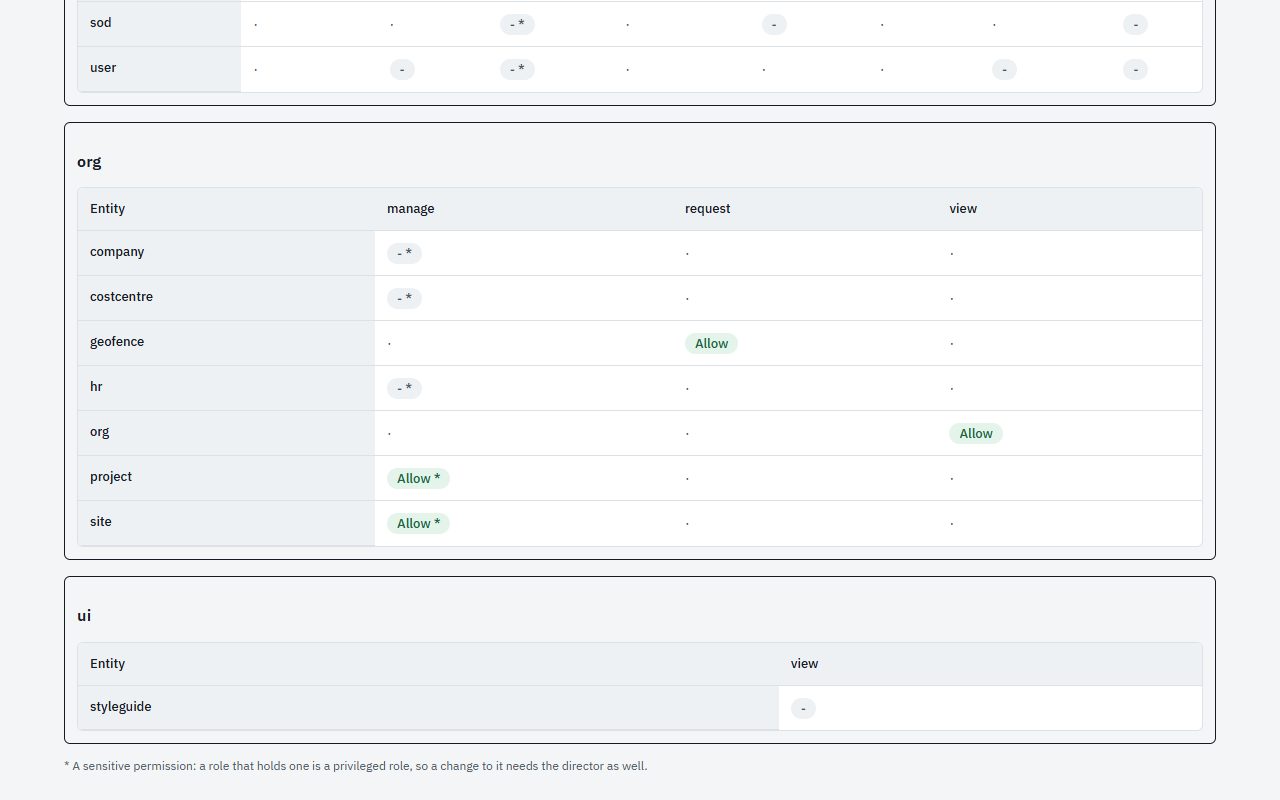 sod · · - * · - · · -
user · - - * · · · - -
org
Entity manage request view
company - * · ·
costcentre - * · ·
geofence · Allow ·
hr - * · ·
org · · Allow
project Allow * · ·
site Allow * · ·
ui
Entity view
styleguide -
* A sensitive permission: a role that holds one is a privileged role, so a change to it needs the director as well.